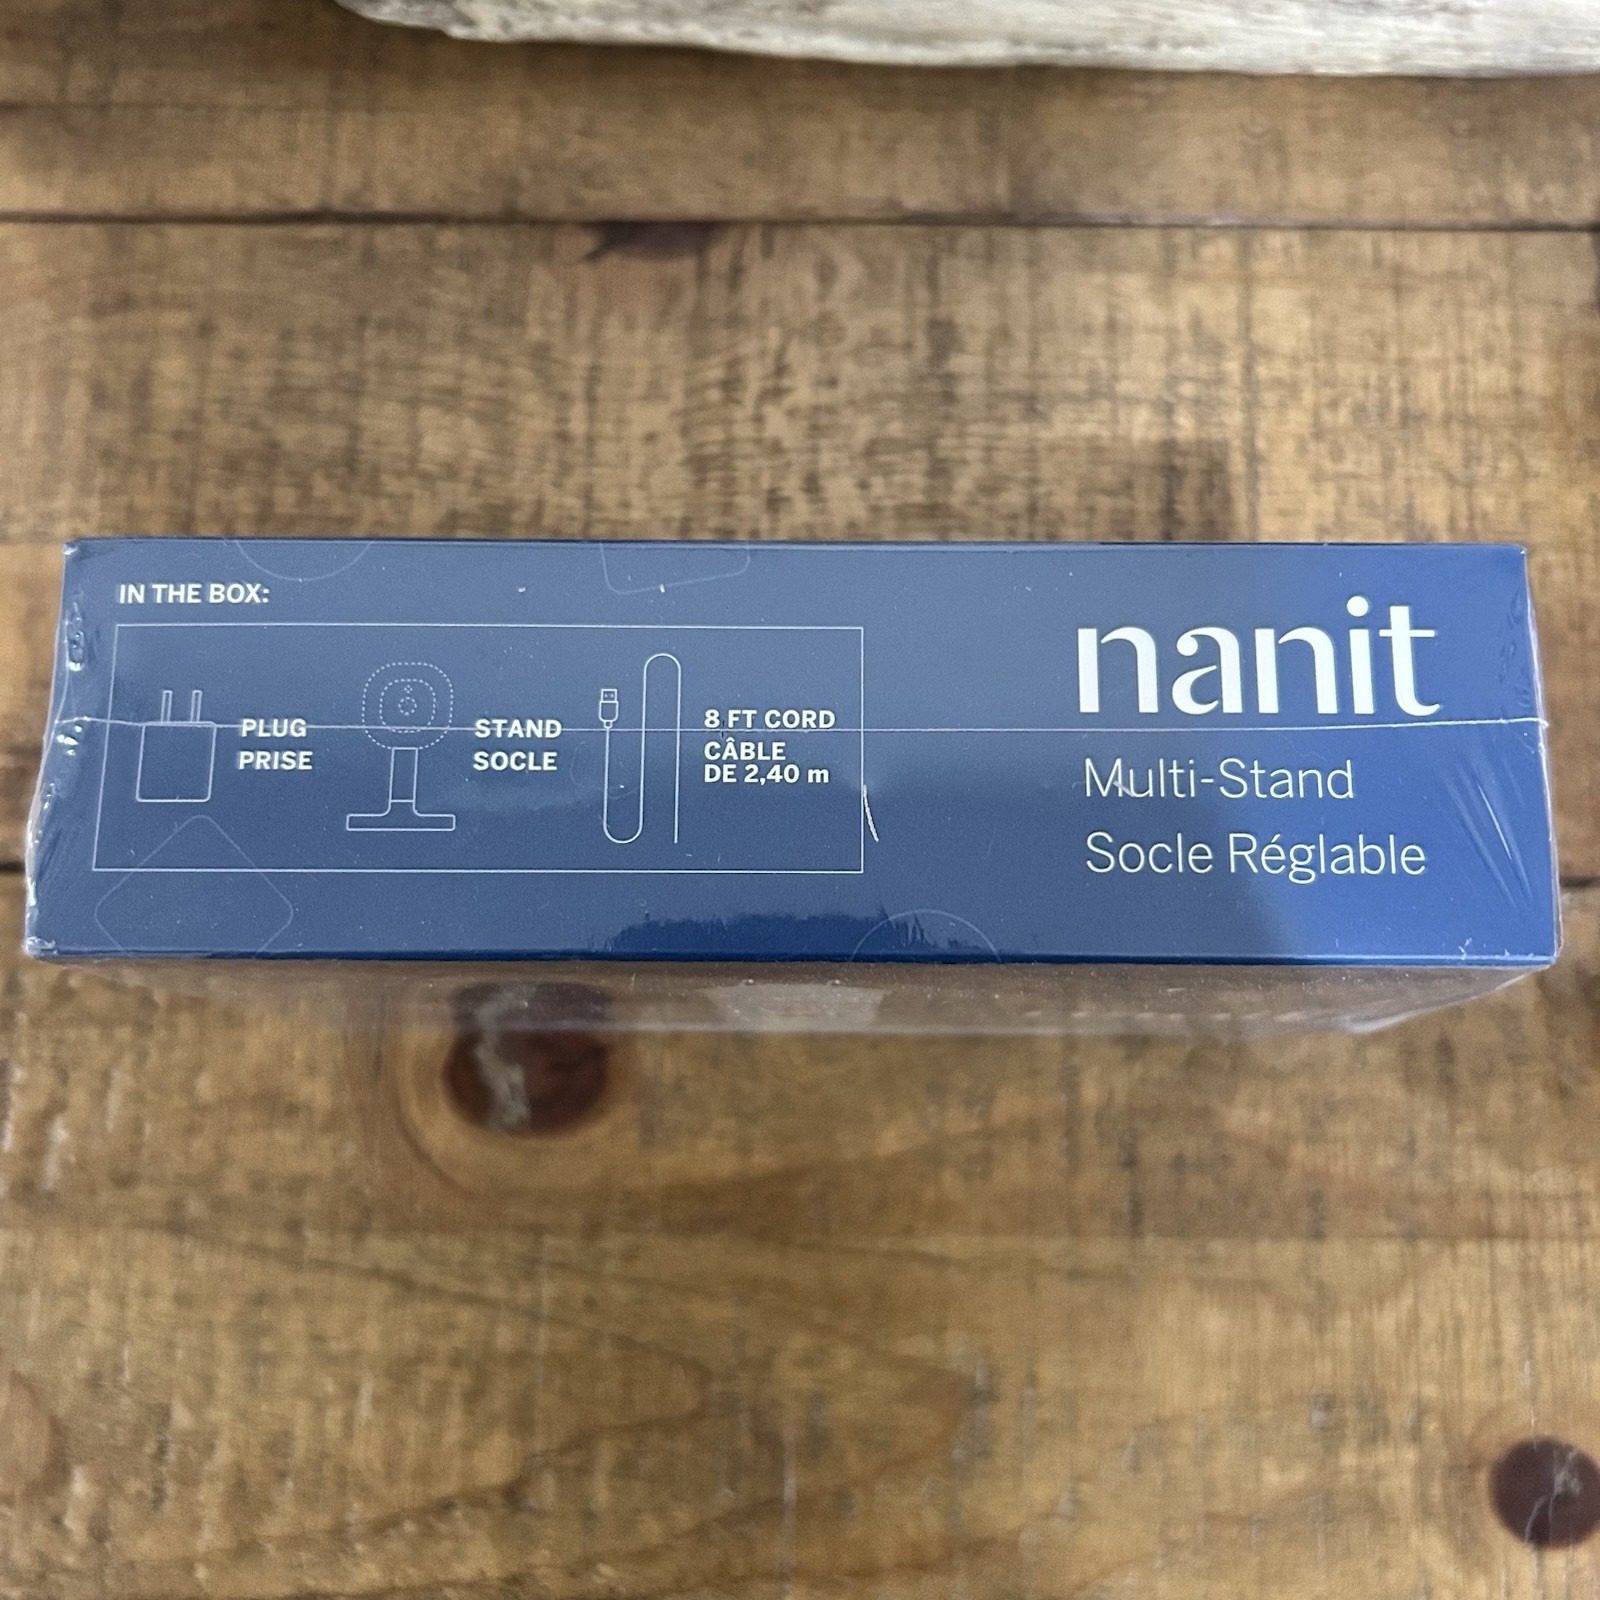 IN THE BOX:
PLUG
PRISE
STAND
SOCLE
8 FT CORD
CÂBLE
DE 2,40 m
nanit
Multi-Stand
Socle Réglable